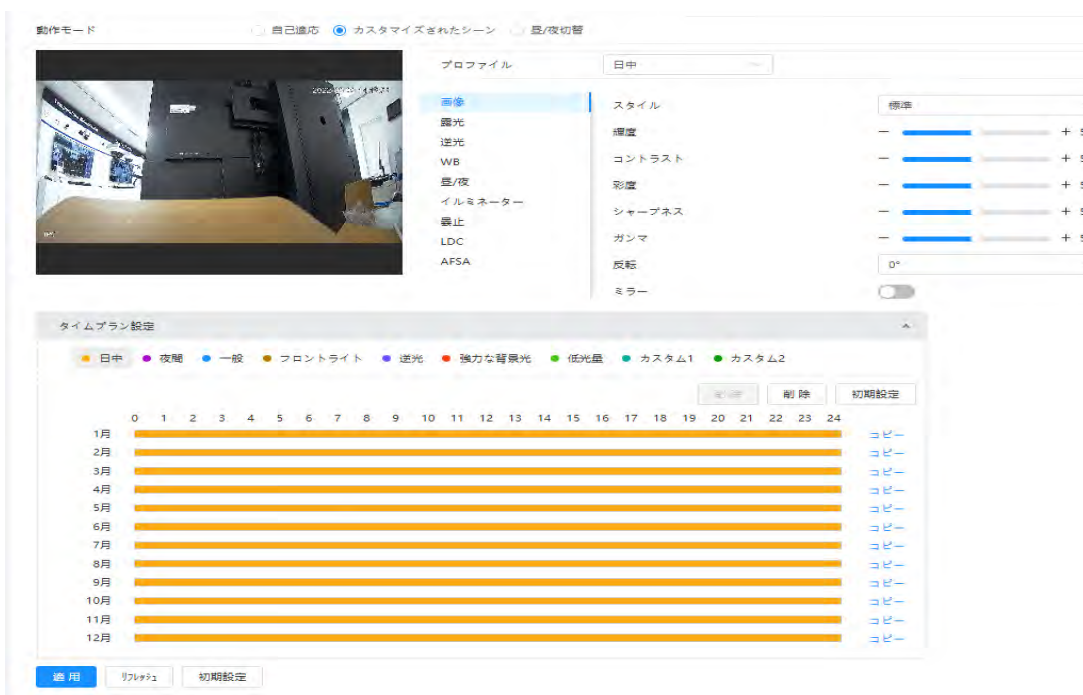 動作モード 自己適応 カスタマイズされたシーン 昼/夜切替
プロファイル 日中
画像
露光
逆光
WB
昼/夜
イルミネーター
曇止
LDC
AFSA
スタイル 標準
輝度 − +
コントラスト − +
彩度 − +
シャープネス − +
ガンマ − +
反転 0°
ミラー
タイムプラン設定
日中 夜間 一般 フロントライト 逆光 強力な背景光 低光量 カスタム1 カスタム2
削除 初期設定
0 1 2 3 4 5 6 7 8 9 10 11 12 13 14 15 16 17 18 19 20 21 22 23 24
1月 コピー
2月 コピー
3月 コピー
4月 コピー
5月 コピー
6月 コピー
7月 コピー
8月 コピー
9月 コピー
10月 コピー
11月 コピー
12月 コピー
適用 リフレッシュ 初期設定